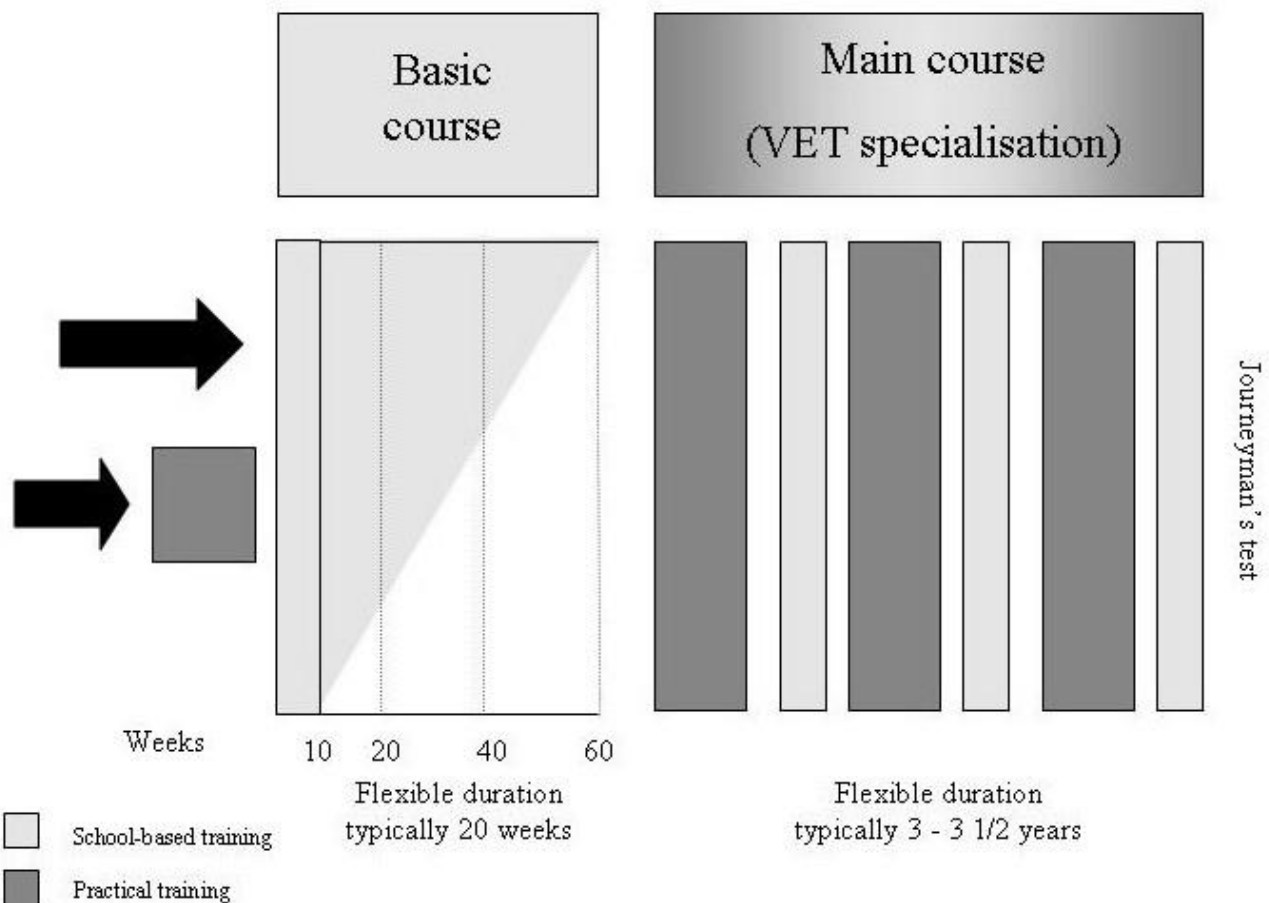 Basic
course
Main course
(VET specialisation)
Journeyman's test
Weeks
10 20 40 60
Flexible duration
typically 20 weeks
Flexible duration
typically 3 - 3 1/2 years
School-based training
Practical training